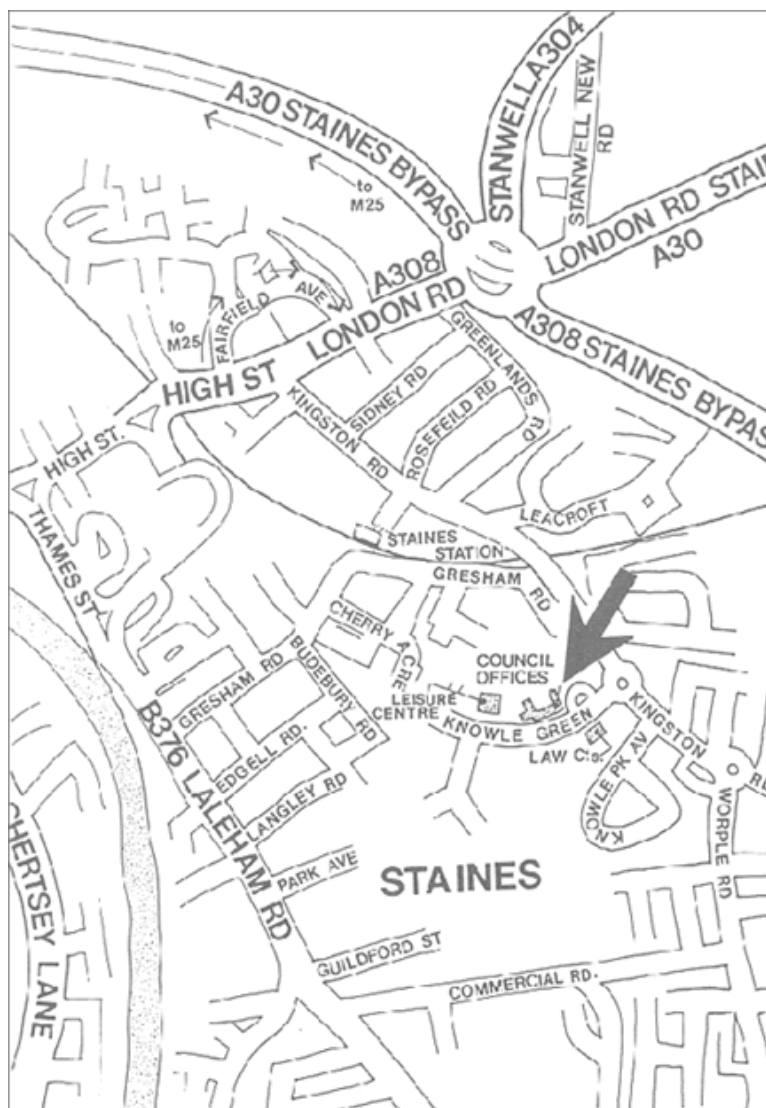 A30 STAINES BYPASS
STANWELL A304
STANWELL NEW
RD
to
M25
LONDON RD STAIN
A30
A308
LONDON RD
A308 STAINES BYPASS
to
M25
FAIRFIELD AVE
HIGH ST
HIGH ST.
GREENLANDS RD
SIDNEY RD
ROSEFEILD RD
KINGSTON RD
LEACROFT
STAINES
STATION
THAMES ST
GRESHAM RD
CHERRY ACRE
COUNCIL
OFFICES
LEISURE
CENTRE
KNOWLE GREEN
LAW Cts
KINGSTON RD
KNOWLE PK AV
WORPLE RD
GRESHAM RD
BUDEBURY RD
EDGELL RD.
LANGLEY RD
B376 LALEHAM RD
PARK AVE
STAINES
CHERTSEY LANE
GUILDFORD ST
COMMERCIAL RD.